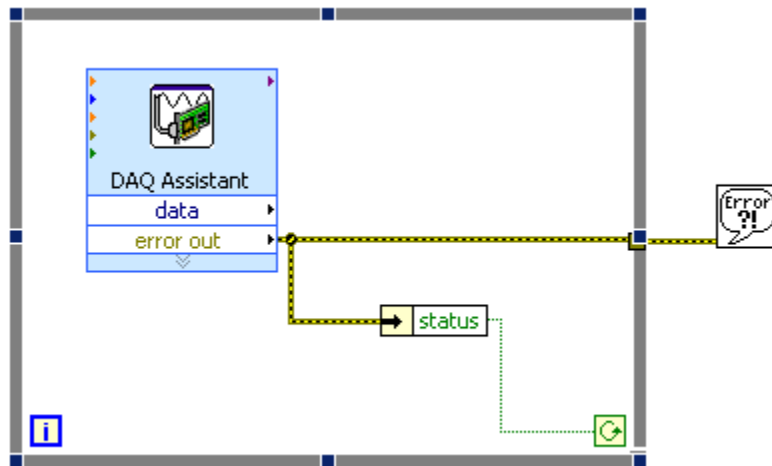 DAQ Assistant
data
error out
Error
?!
status
i